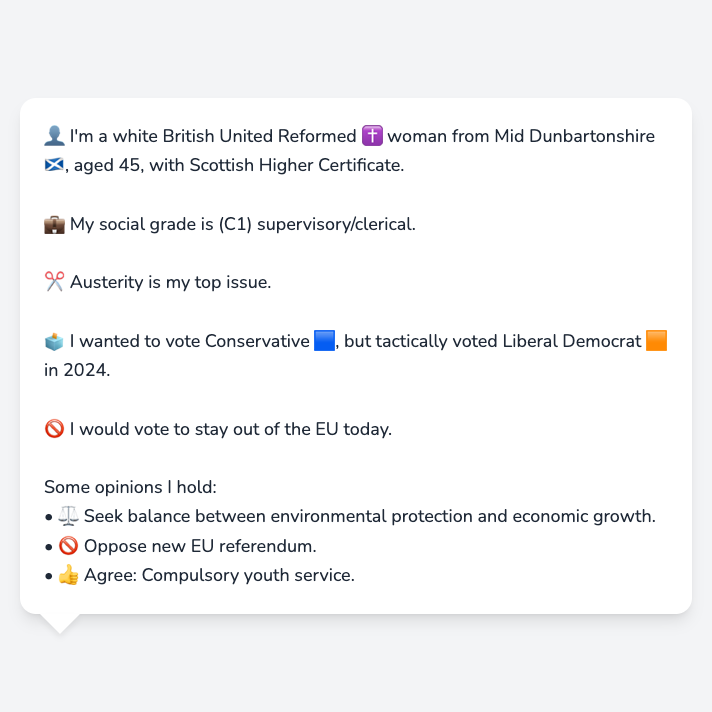 👤 I'm a white British United Reformed ✝️ woman from Mid Dunbartonshire
🏴󠁧󠁢󠁳󠁣󠁴󠁿, aged 45, with Scottish Higher Certificate.
💼 My social grade is (C1) supervisory/clerical.
✂️ Austerity is my top issue.
🗳️ I wanted to vote Conservative 🟦, but tactically voted Liberal Democrat 🟧
in 2024.
🚫 I would vote to stay out of the EU today.
Some opinions I hold:
• ⚖️ Seek balance between environmental protection and economic growth.
• 🚫 Oppose new EU referendum.
• 👍 Agree: Compulsory youth service.